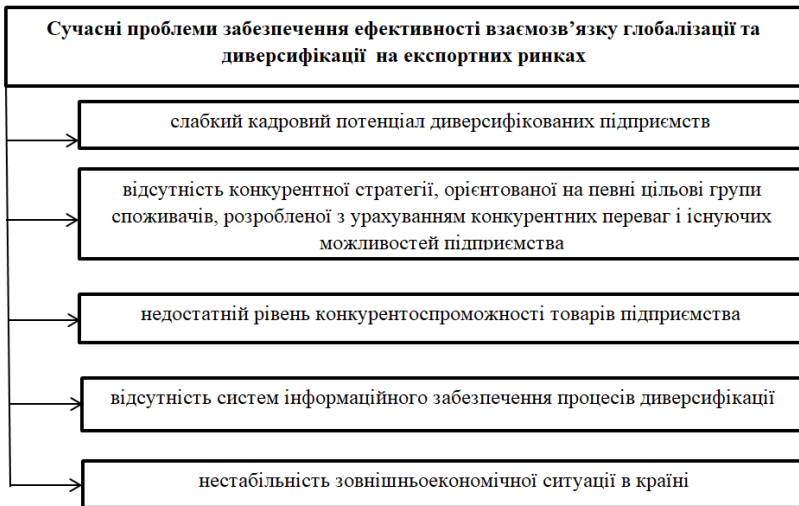 Сучасні проблеми забезпечення ефективності взаємозв’язку глобалізації та
диверсифікації на експортних ринках
слабкий кадровий потенціал диверсифікованих підприємств
відсутність конкурентної стратегії, орієнтованої на певні цільові групи
споживачів, розробленої з урахуванням конкурентних переваг і існуючих
можливостей підприємства
недостатній рівень конкурентоспроможності товарів підприємства
відсутність систем інформаційного забезпечення процесів диверсифікації
нестабільність зовнішньоекономічної ситуації в країні